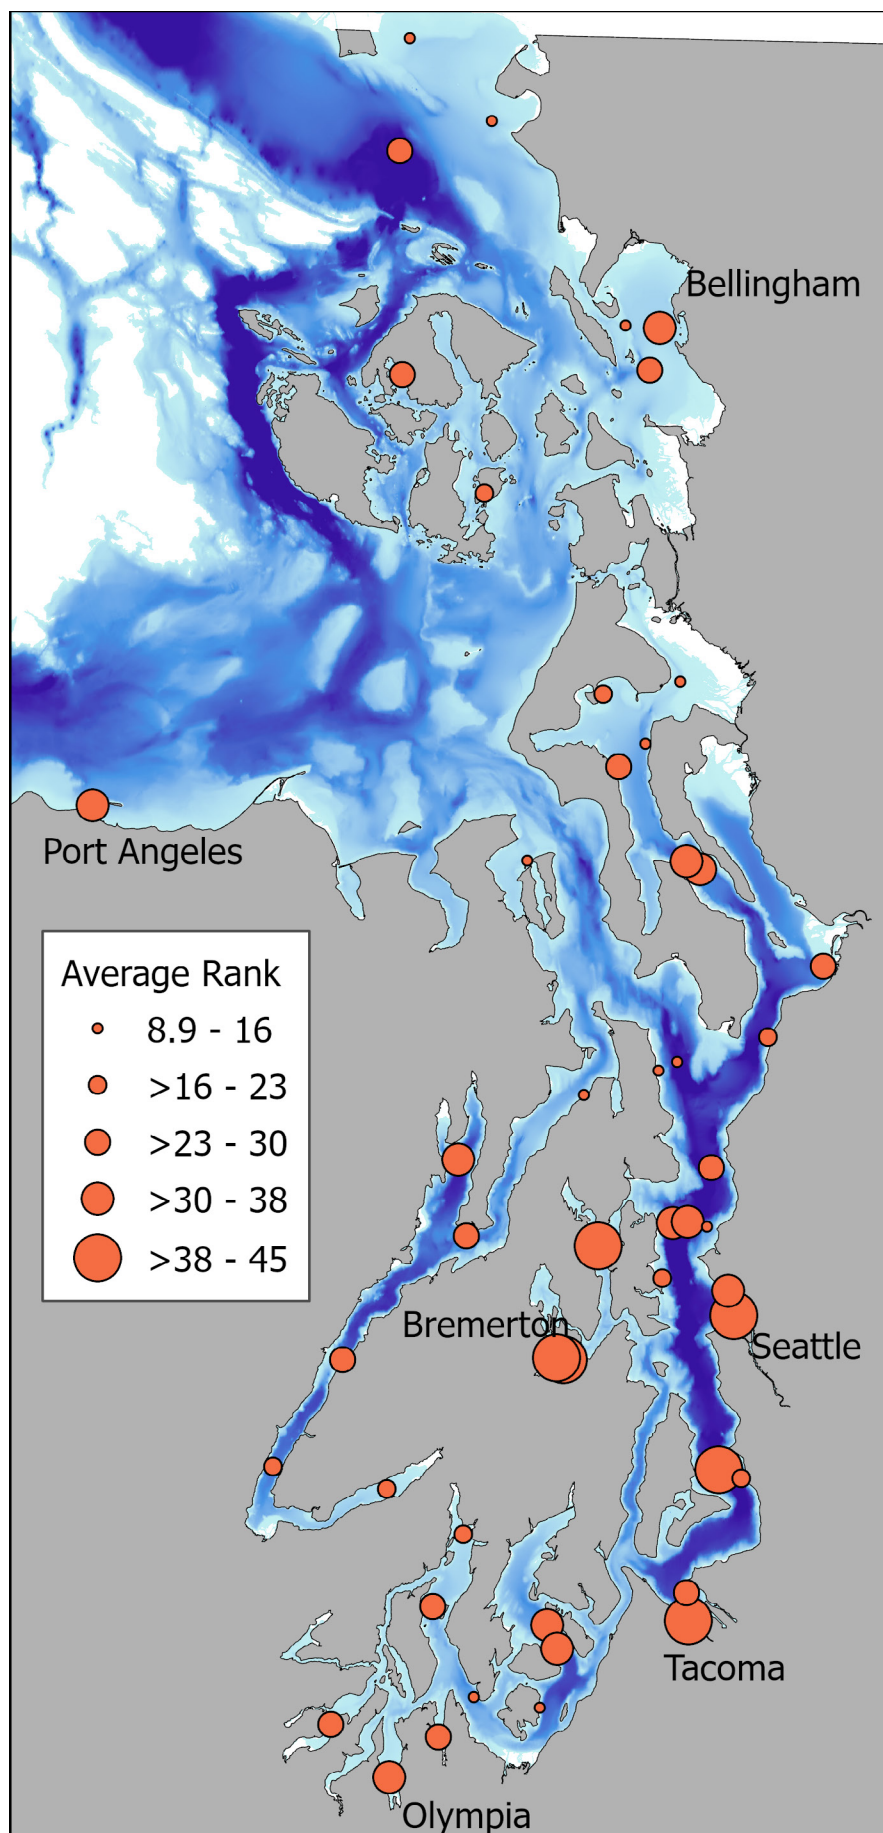 Bellingham
Port Angeles
Average Rank
8.9 - 16
>16 - 23
>23 - 30
>30 - 38
>38 - 45
Bremerton
Seattle
Tacoma
Olympia